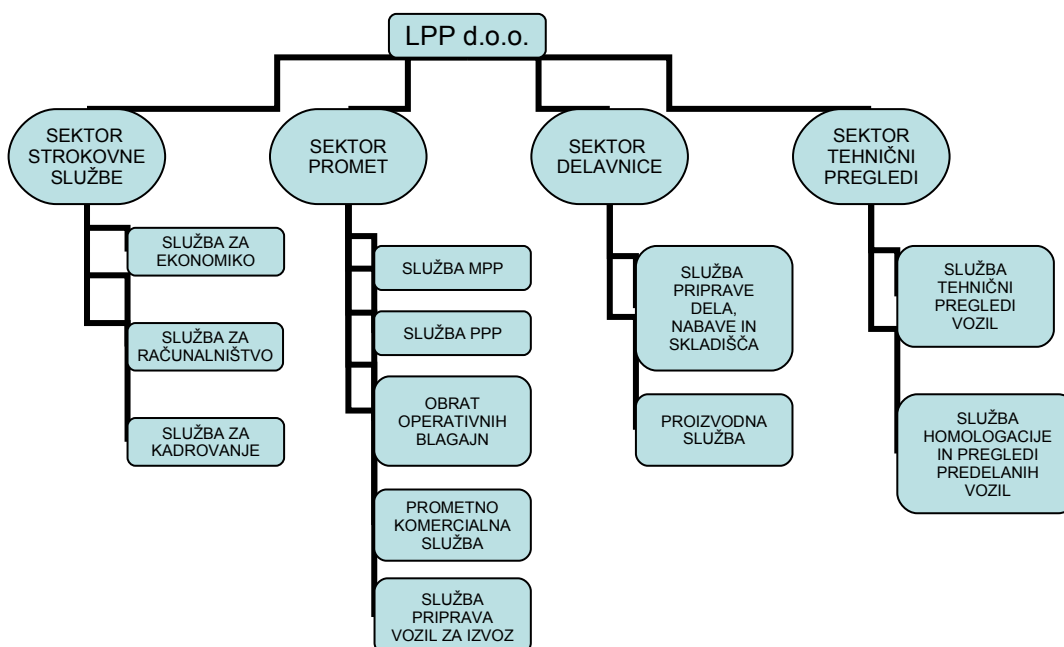 LPP d.o.o.
SEKTOR
STROKOVNE
SLUŽBE
SEKTOR
PROMET
SEKTOR
DELAVNICE
SEKTOR
TEHNIČNI
PREGLEDI
SLUŽBA ZA
EKONOMIKO
SLUŽBA ZA
RAČUNALNIŠTVO
SLUŽBA ZA
KADROVANJE
SLUŽBA MPP
SLUŽBA PPP
OBRAT
OPERATIVNIH
BLAGAJN
PROMETNO
KOMERCIALNA
SLUŽBA
SLUŽBA
PRIPRAVA
VOZIL ZA IZVOZ
SLUŽBA
PRIPRAVE
DELA,
NABAVE IN
SKLADIŠČA
PROIZVODNA
SLUŽBA
SLUŽBA
TEHNIČNI
PREGLEDI
VOZIL
SLUŽBA
HOMOLOGACIJE
IN PREGLEDI
PREDELANIH
VOZIL